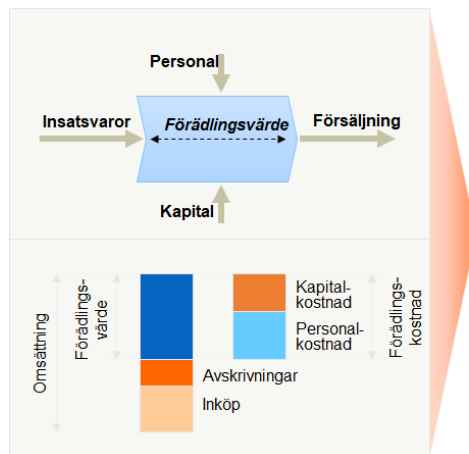 Personal
Insatsvaror
Förädlingsvärde
Försäljning
Kapital
Omsättning
Förädlings-
värde
Kapital-
kostnad
Personal-
kostnad
Förädlings-
kostnad
Avskrivningar
Inköp